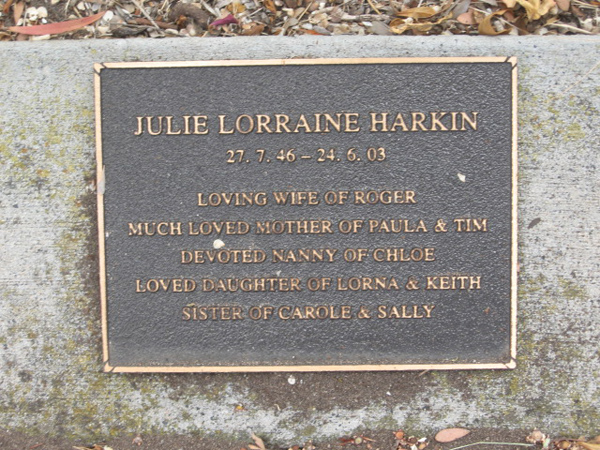 JULIE LORRAINE HARKIN
27. 7. 46 – 24. 6. 03
LOVING WIFE OF ROGER
MUCH LOVED MOTHER OF PAULA & TIM
DEVOTED NANNY OF CHLOE
LOVED DAUGHTER OF LORNA & KEITH
SISTER OF CAROLE & SALLY